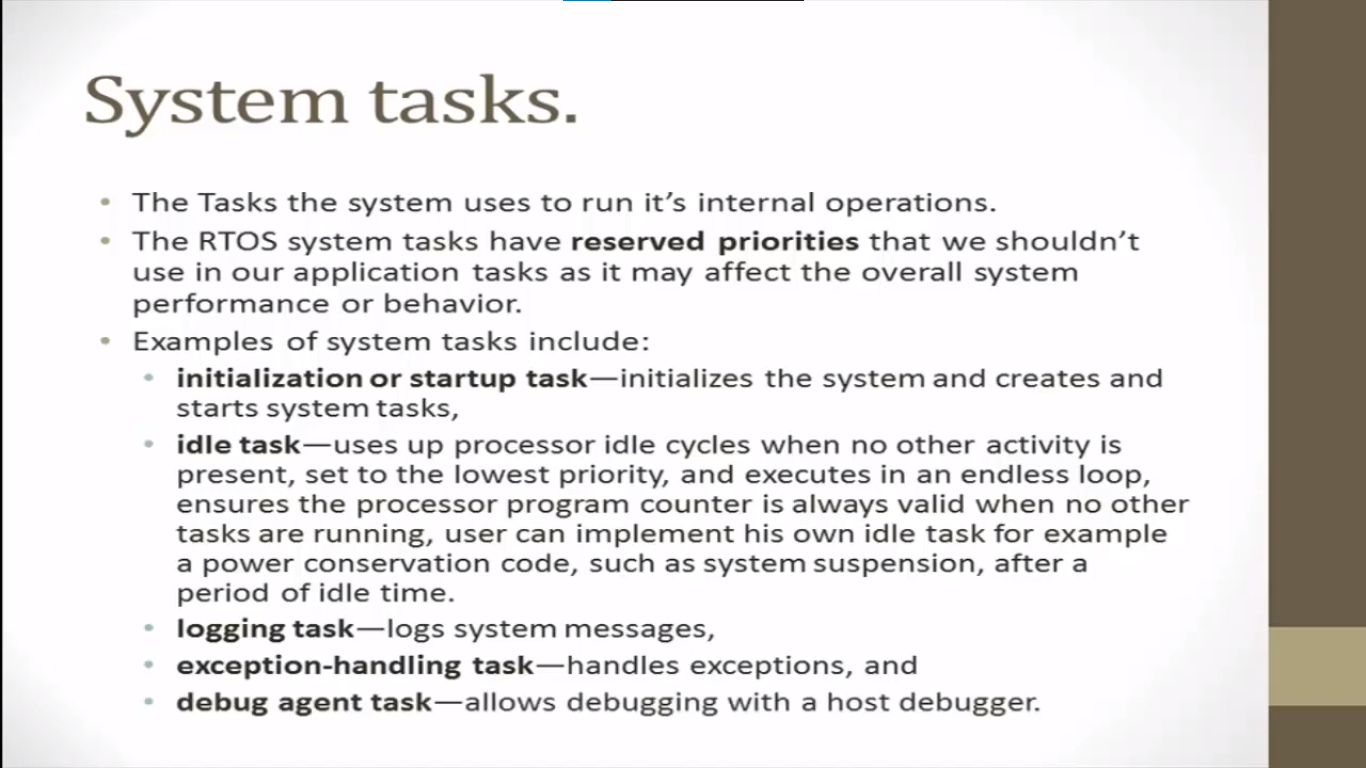 System tasks.
• The Tasks the system uses to run it’s internal operations.
• The RTOS system tasks have reserved priorities that we shouldn’t
use in our application tasks as it may affect the overall system
performance or behavior.
• Examples of system tasks include:
• initialization or startup task—initializes the system and creates and
starts system tasks,
• idle task—uses up processor idle cycles when no other activity is
present, set to the lowest priority, and executes in an endless loop,
ensures the processor program counter is always valid when no other
tasks are running, user can implement his own idle task for example
a power conservation code, such as system suspension, after a
period of idle time.
• logging task—logs system messages,
• exception-handling task—handles exceptions, and
• debug agent task—allows debugging with a host debugger.